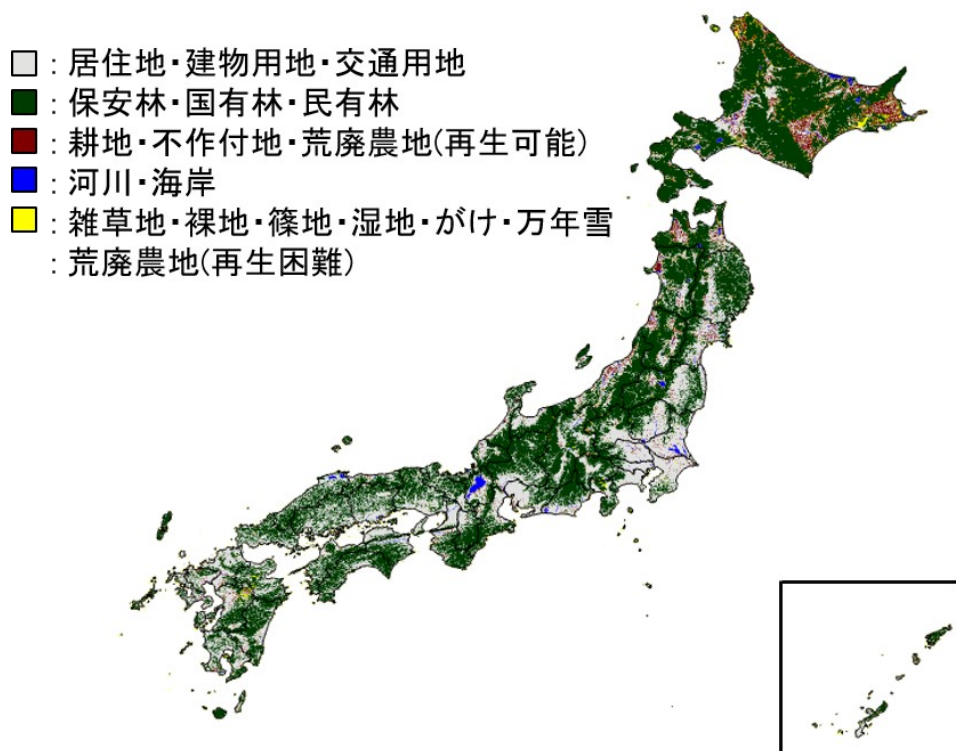 ：居住地・建物用地・交通用地
：保安林・国有林・民有林
：耕地・不作付地・荒廃農地(再生可能)
：河川・海岸
：雑草地・裸地・篠地・湿地・がけ・万年雪
：荒廃農地(再生困難)